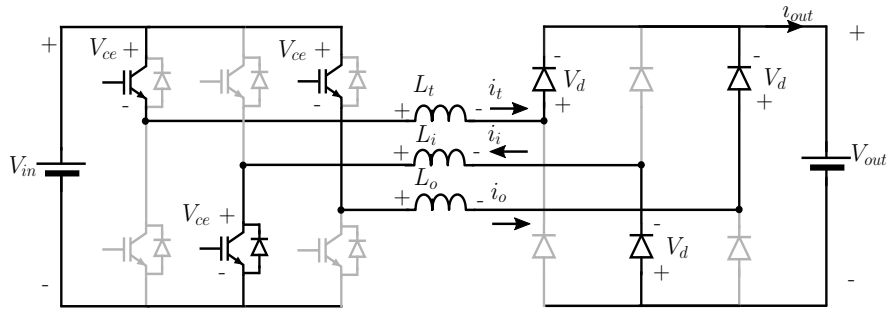 i_out
+ V_ce + V_ce + - V_d - V_d +
- - L_t i_t + +
+ -
L_i i_i
V_in + - V_out
L_o i_o
V_ce + + - -
- V_d
- + -